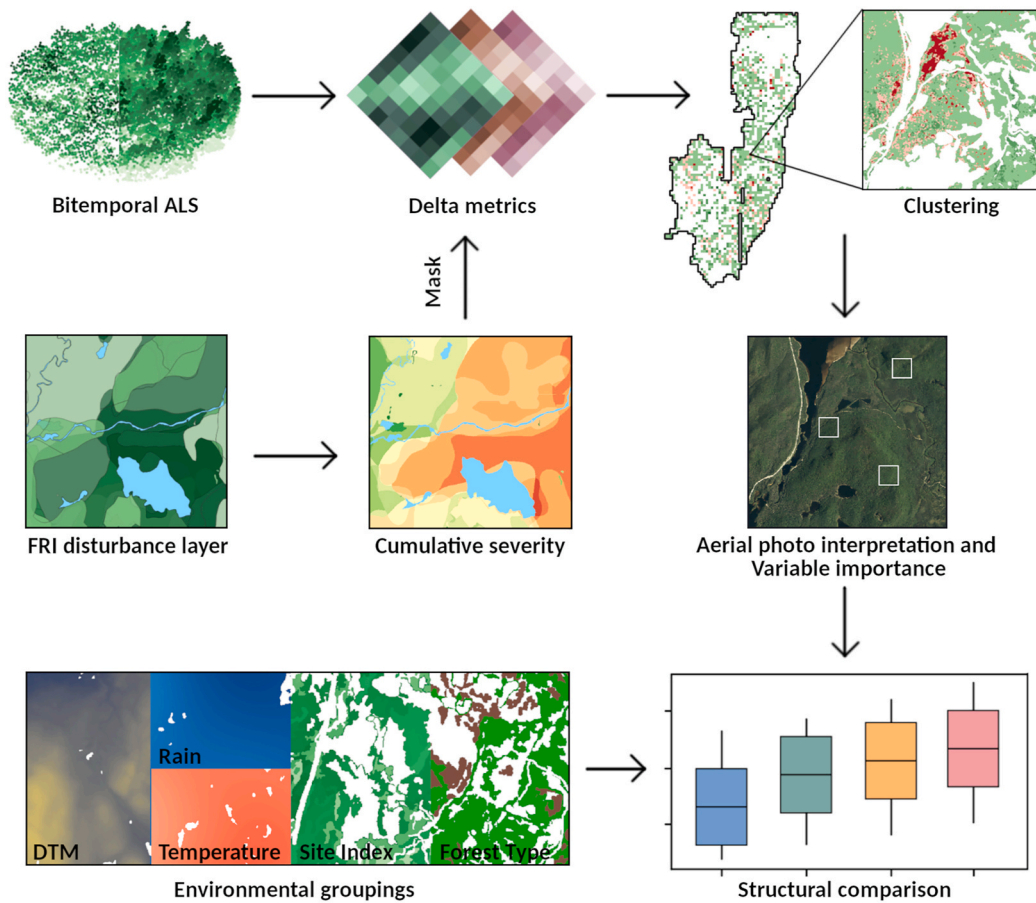 Bitemporal ALS
Delta metrics
Clustering
Mask
FRI disturbance layer
Cumulative severity
Aerial photo interpretation and
Variable importance
DTM
Rain
Temperature
Site Index
Forest Type
Environmental groupings
Structural comparison